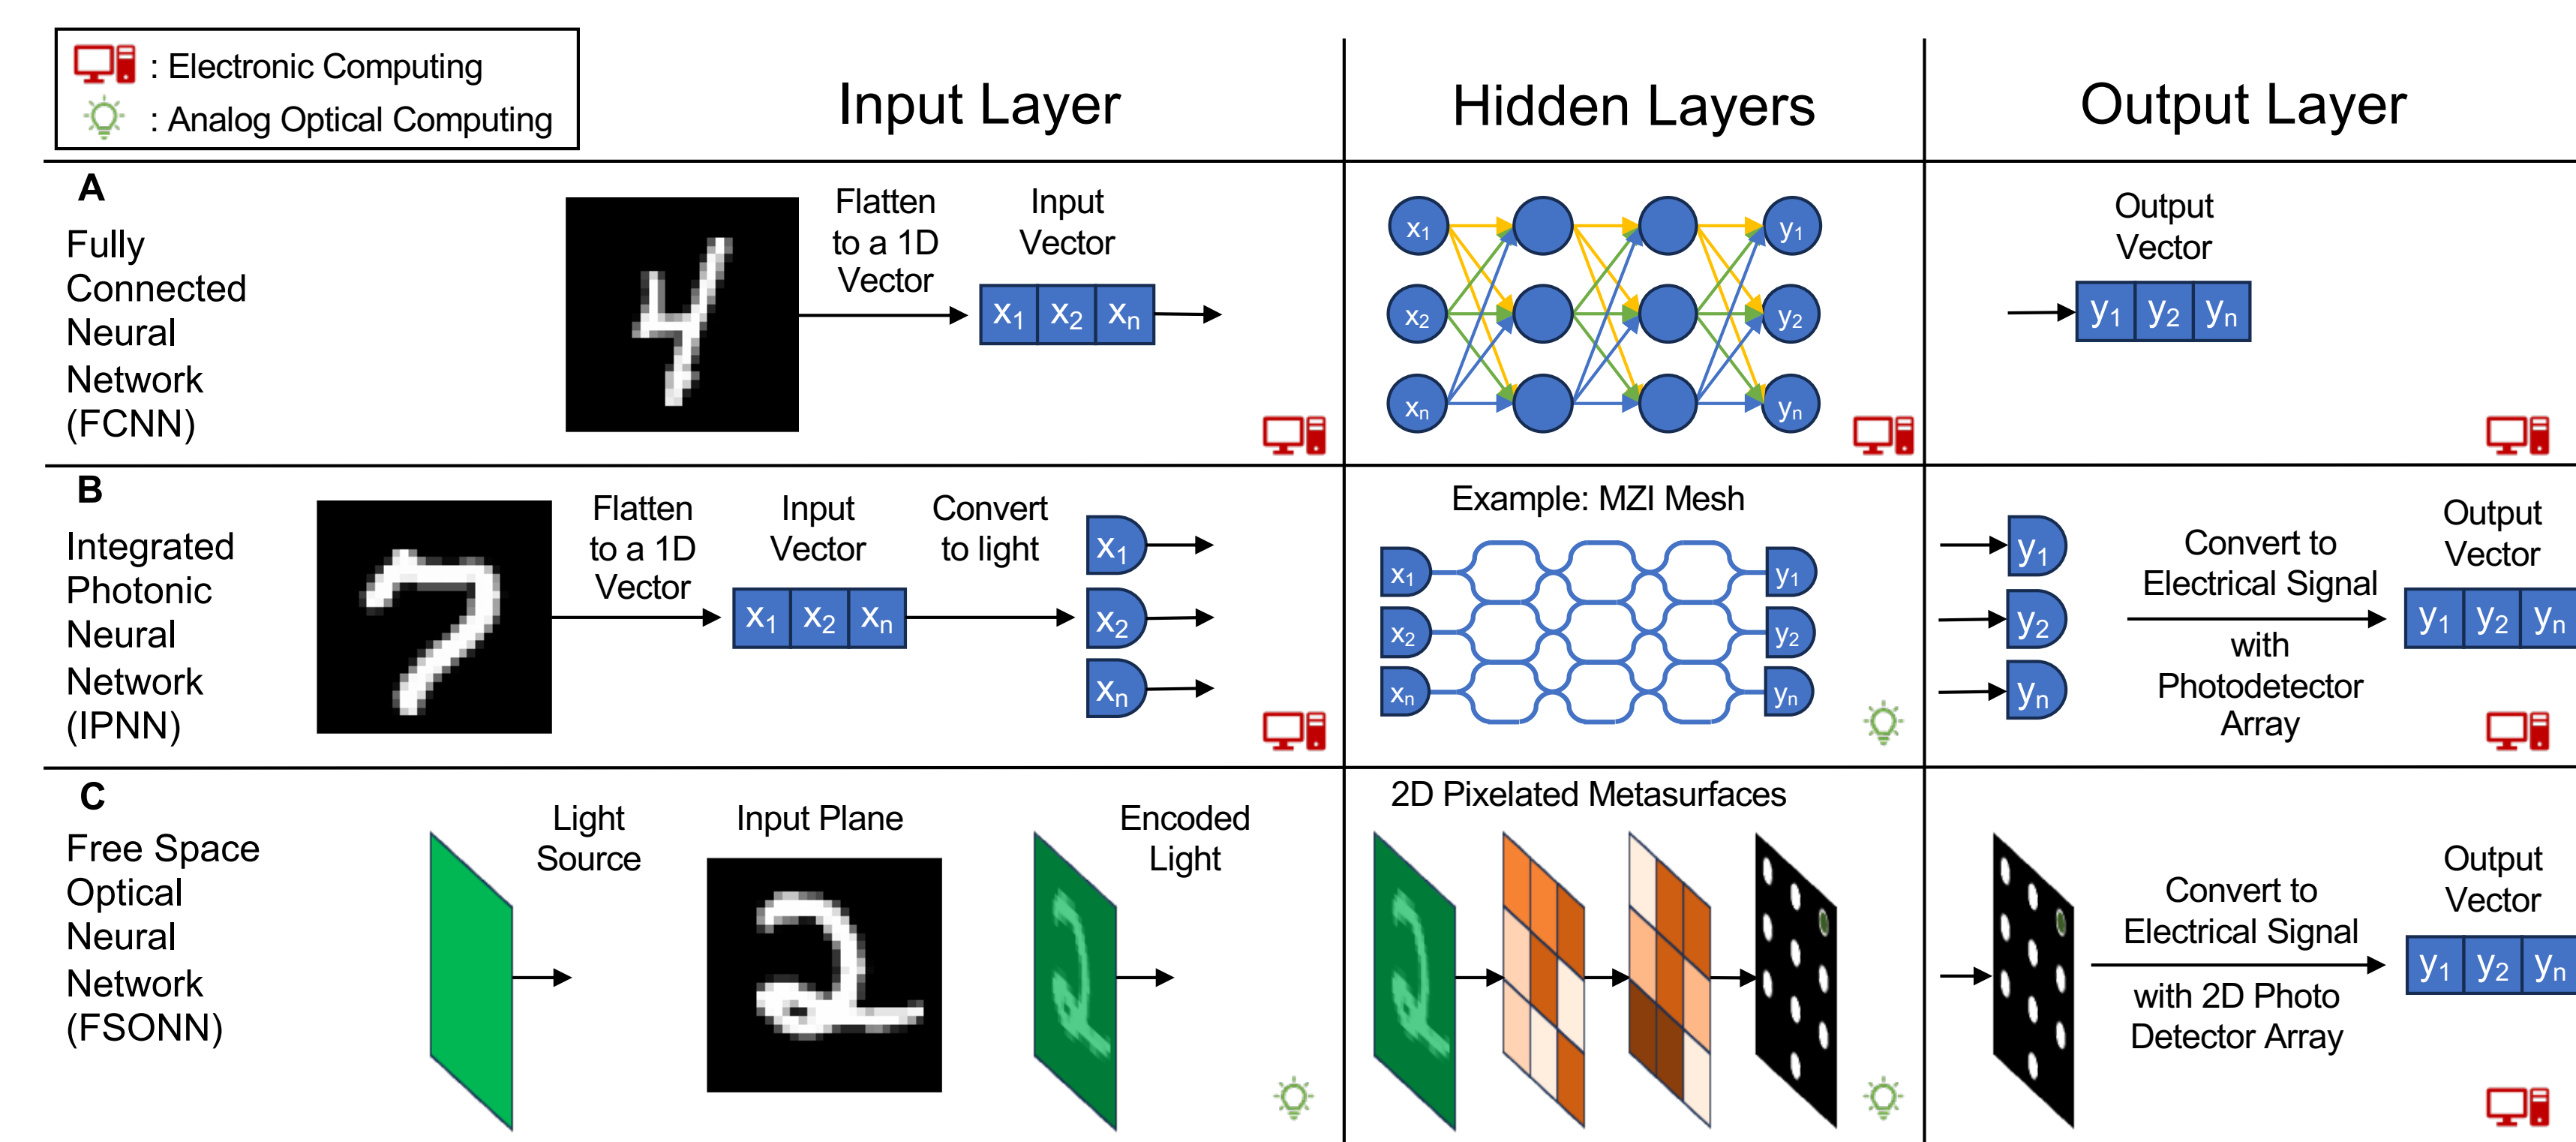 : Electronic Computing
: Analog Optical Computing
Input Layer
Hidden Layers
Output Layer
A
Fully
Connected
Neural
Network
(FCNN)
Flatten
to a 1D
Vector
Input
Vector
x₁ x₂ xₙ
x₁
x₂
xₙ
y₁
y₂
yₙ
Output
Vector
y₁ y₂ yₙ
B
Integrated
Photonic
Neural
Network
(IPNN)
Flatten
to a 1D
Vector
Input
Vector
x₁ x₂ xₙ
Convert
to light
x₁
x₂
xₙ
Example: MZI Mesh
x₁
x₂
xₙ
y₁
y₂
yₙ
y₁
y₂
yₙ
Convert to
Electrical Signal
with
Photodetector
Array
Output
Vector
y₁ y₂ yₙ
C
Free Space
Optical
Neural
Network
(FSONN)
Light
Source
Input Plane
Encoded
Light
2D Pixelated Metasurfaces
Convert to
Electrical Signal
with 2D Photo
Detector Array
Output
Vector
y₁ y₂ yₙ